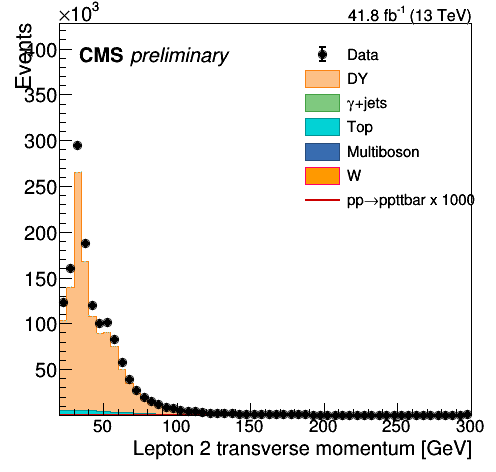 ×10³
41.8 fb⁻¹ (13 TeV)
Events
CMS preliminary
Data
DY
γ+jets
Top
Multiboson
W
pp→ppttbar x 1000
400
350
300
250
200
150
100
50
50 100 150 200 250 300
Lepton 2 transverse momentum [GeV]